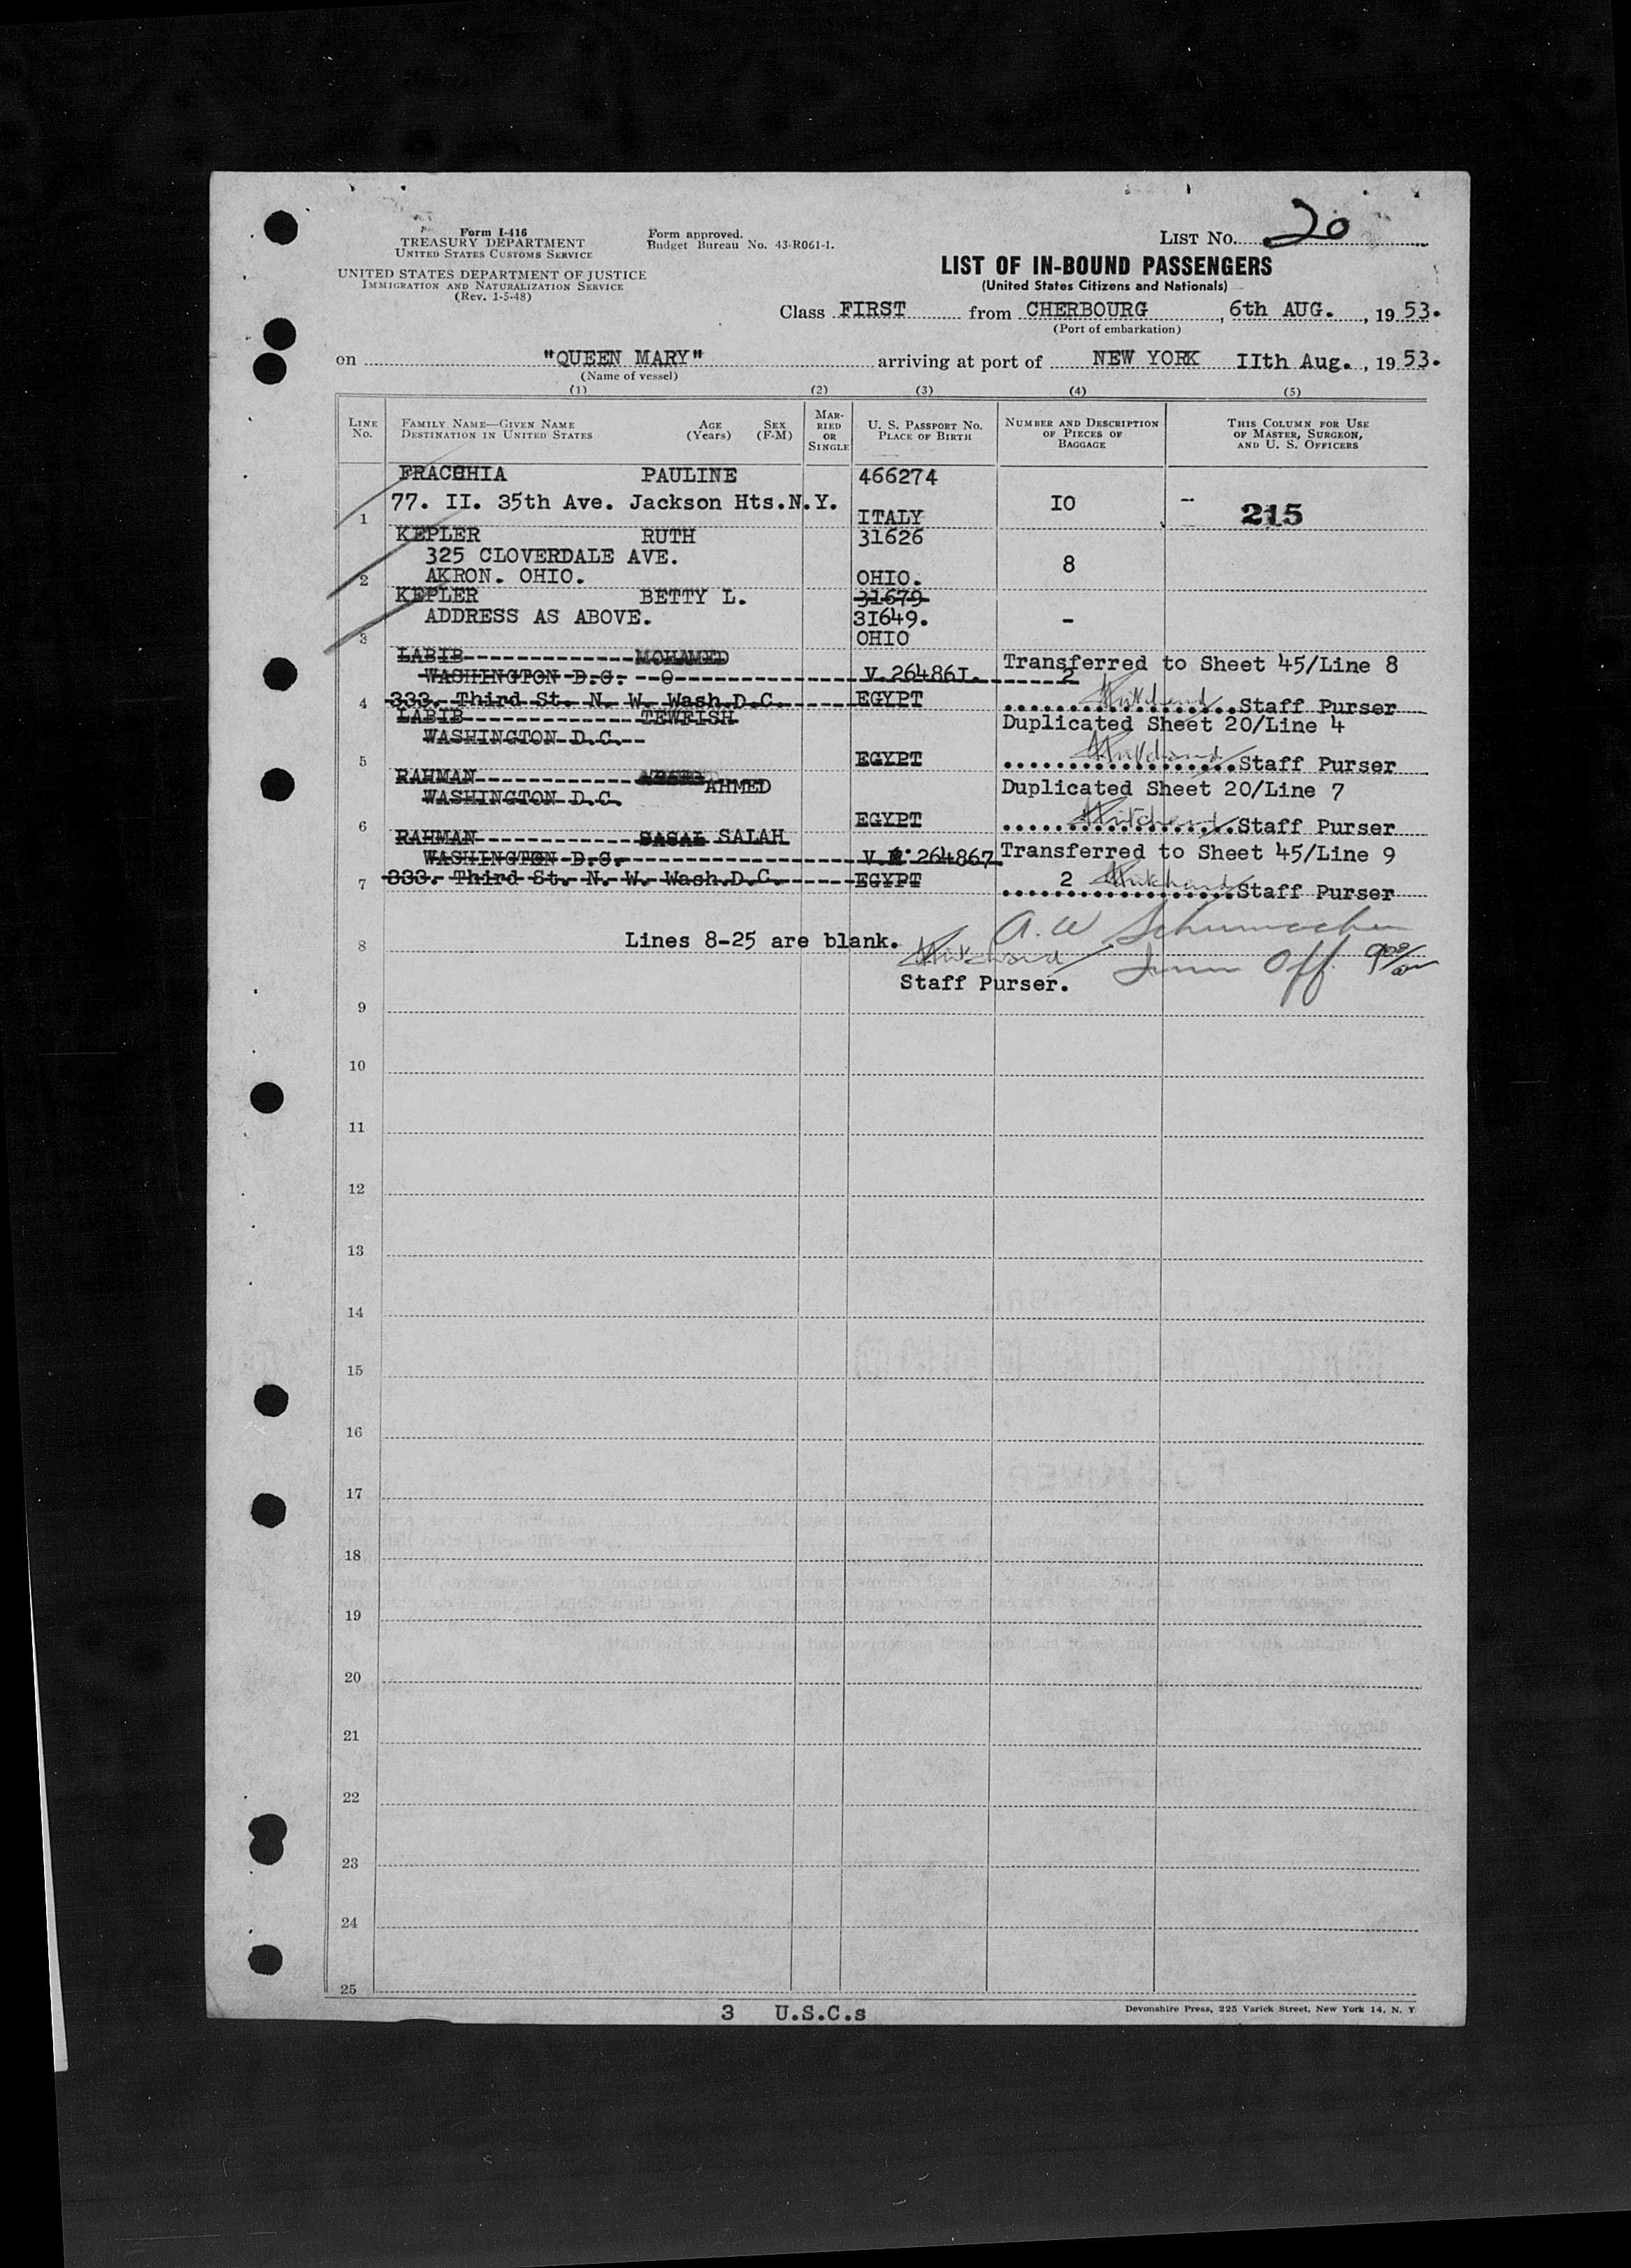 Form I-416
TREASURY DEPARTMENT
UNITED STATES CUSTOMS SERVICE
UNITED STATES DEPARTMENT OF JUSTICE
IMMIGRATION AND NATURALIZATION SERVICE
(Rev. 1-5-48)
Form approved.
Budget Bureau No. 43-R061-1.
LIST NO. 20
LIST OF IN-BOUND PASSENGERS
(United States Citizens and Nationals)
Class FIRST from CHERBOURG, 6th AUG., 1953.
(Port of embarkation)
on "QUEEN MARY" arriving at port of NEW YORK IIth Aug., 1953.
(Name of vessel)
(1) (2) (3) (4) (5)
LINE NO.
FAMILY NAME—GIVEN NAME
DESTINATION IN UNITED STATES
AGE (Years)
SEX (F-M)
MARRIED OR SINGLE
U. S. PASSPORT NO.
PLACE OF BIRTH
NUMBER AND DESCRIPTION OF PIECES OF BAGGAGE
THIS COLUMN FOR USE OF MASTER, SURGEON, AND U. S. OFFICERS
FRACCHIA PAULINE 466274
77. II. 35th Ave. Jackson Hts.N.Y. IO - 215
1 ITALY
KEPLER RUTH 31626
325 CLOVERDALE AVE. 8
2 AKRON. OHIO. OHIO.
KEPLER BETTY L. 31679
ADDRESS AS ABOVE. 3I649. -
3 OHIO
LABIB MOHAMED Transferred to Sheet 45/Line 8
WASHINGTON D.C. V.26486I. 2
4 333. Third St. N. W. Wash.D.C. EGYPT Staff Purser
LABIB TEWFISH Duplicated Sheet 20/Line 4
WASHINGTON D.C.
5 EGYPT Staff Purser
RAHMAN AHMED Duplicated Sheet 20/Line 7
WASHINGTON D.C.
6 EGYPT Staff Purser
RAHMAN SALAH
WASHINGTON D.C. V. 264867 Transferred to Sheet 45/Line 9
7 333. Third St. N. W. Wash.D.C. EGYPT 2 Staff Purser
A. W. Schumacher
8 Lines 8-25 are blank.
Staff Purser.
9
10
11
12
13
14
15
16
17
18
19
20
21
22
23
24
25
3 U.S.C.s
Devonshire Press, 225 Varick Street, New York 14, N. Y